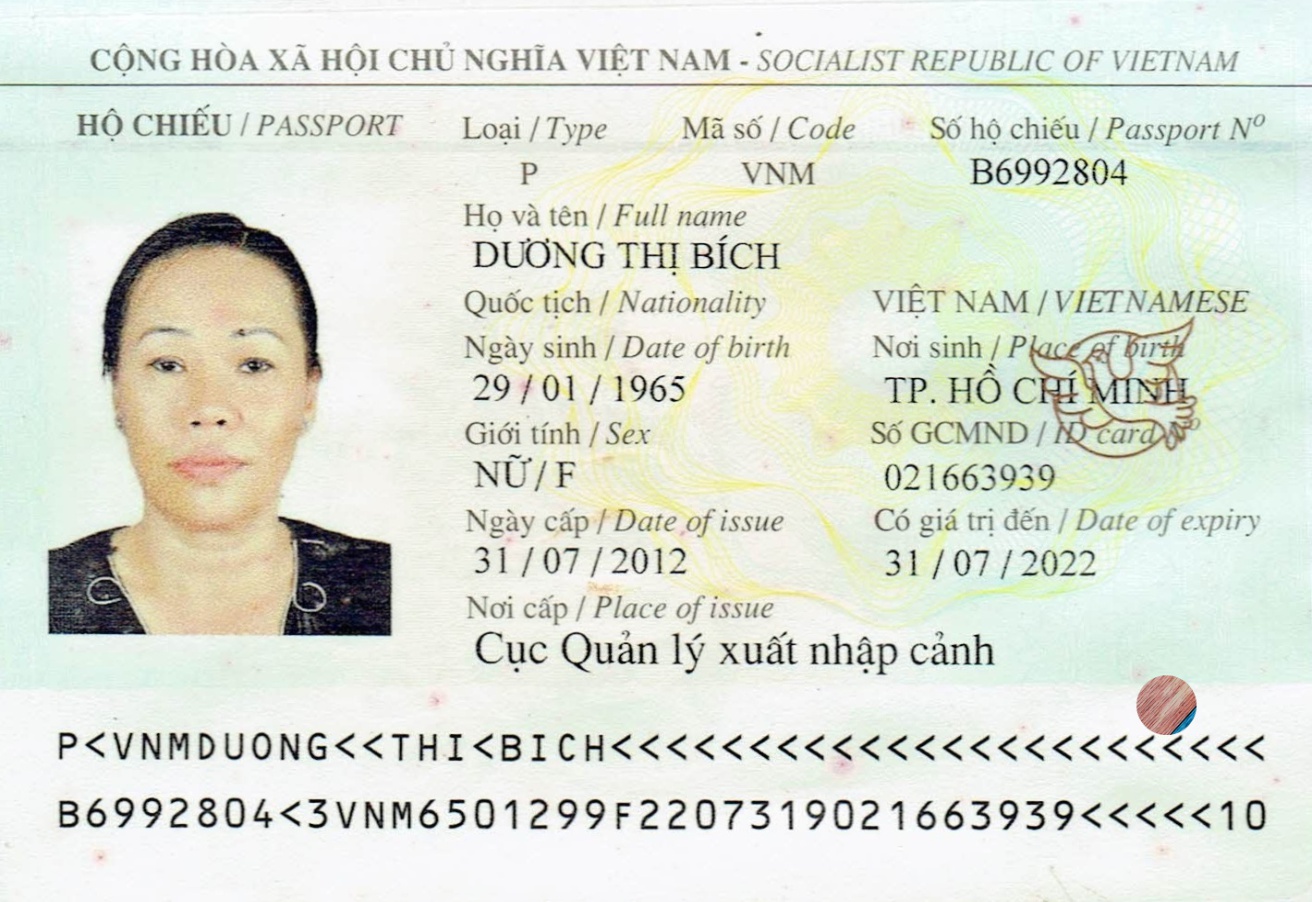 CỘNG HÒA XÃ HỘI CHỦ NGHĨA VIỆT NAM - SOCIALIST REPUBLIC OF VIETNAM
HỘ CHIẾU / PASSPORT Loại / Type Mã số / Code Số hộ chiếu / Passport Nº
P VNM B6992804
Họ và tên / Full name
DƯƠNG THỊ BÍCH
Quốc tịch / Nationality VIỆT NAM / VIETNAMESE
Ngày sinh / Date of birth Nơi sinh / Place of birth
29 / 01 / 1965 TP. HỒ CHÍ MINH
Giới tính / Sex Số GCMND / ID card Nº
NỮ / F 021663939
Ngày cấp / Date of issue Có giá trị đến / Date of expiry
31 / 07 / 2012 31 / 07 / 2022
Nơi cấp / Place of issue
Cục Quản lý xuất nhập cảnh
P<VNMDUONG<<THI<BICH<<<<<<<<<<<<<<<<<<<<<<<<
B6992804<3VNM6501299F2207319021663939<<<<<10